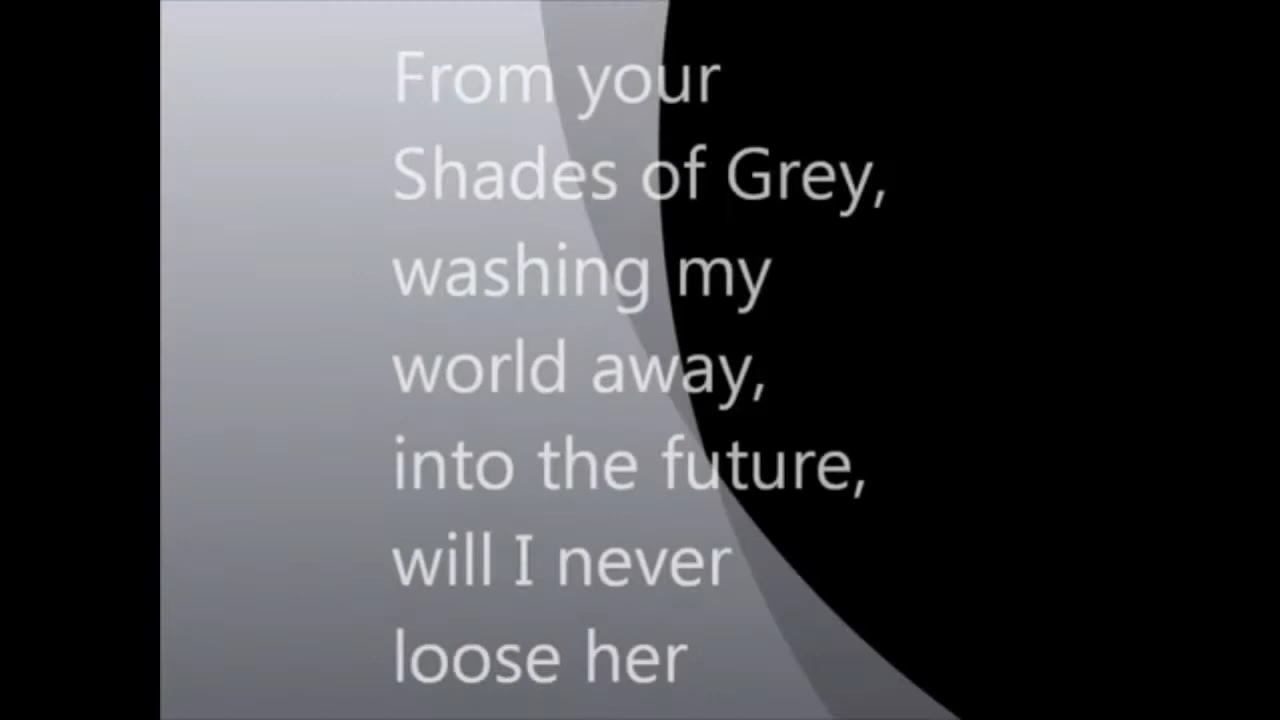 From your
Shades of Grey,
washing my
world away,
into the future,
will I never
loose her